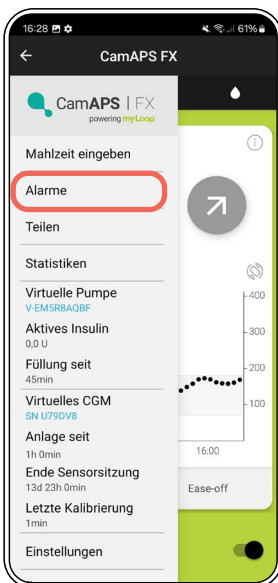 16:28 61%
CamAPS FX
CamAPS | FX
powering myLoop
Mahlzeit eingeben
Alarme
Teilen
Statistiken
Virtuelle Pumpe
V-EM5R8AQBF
Aktives Insulin
0,0 U
Füllung seit
45min
Virtuelles CGM
SN U79DV8
Anlage seit
1h 0min
Ende Sensorsitzung
13d 23h 0min
Letzte Kalibrierung
1min
Einstellungen
400
300
200
100
16:00
Ease-off